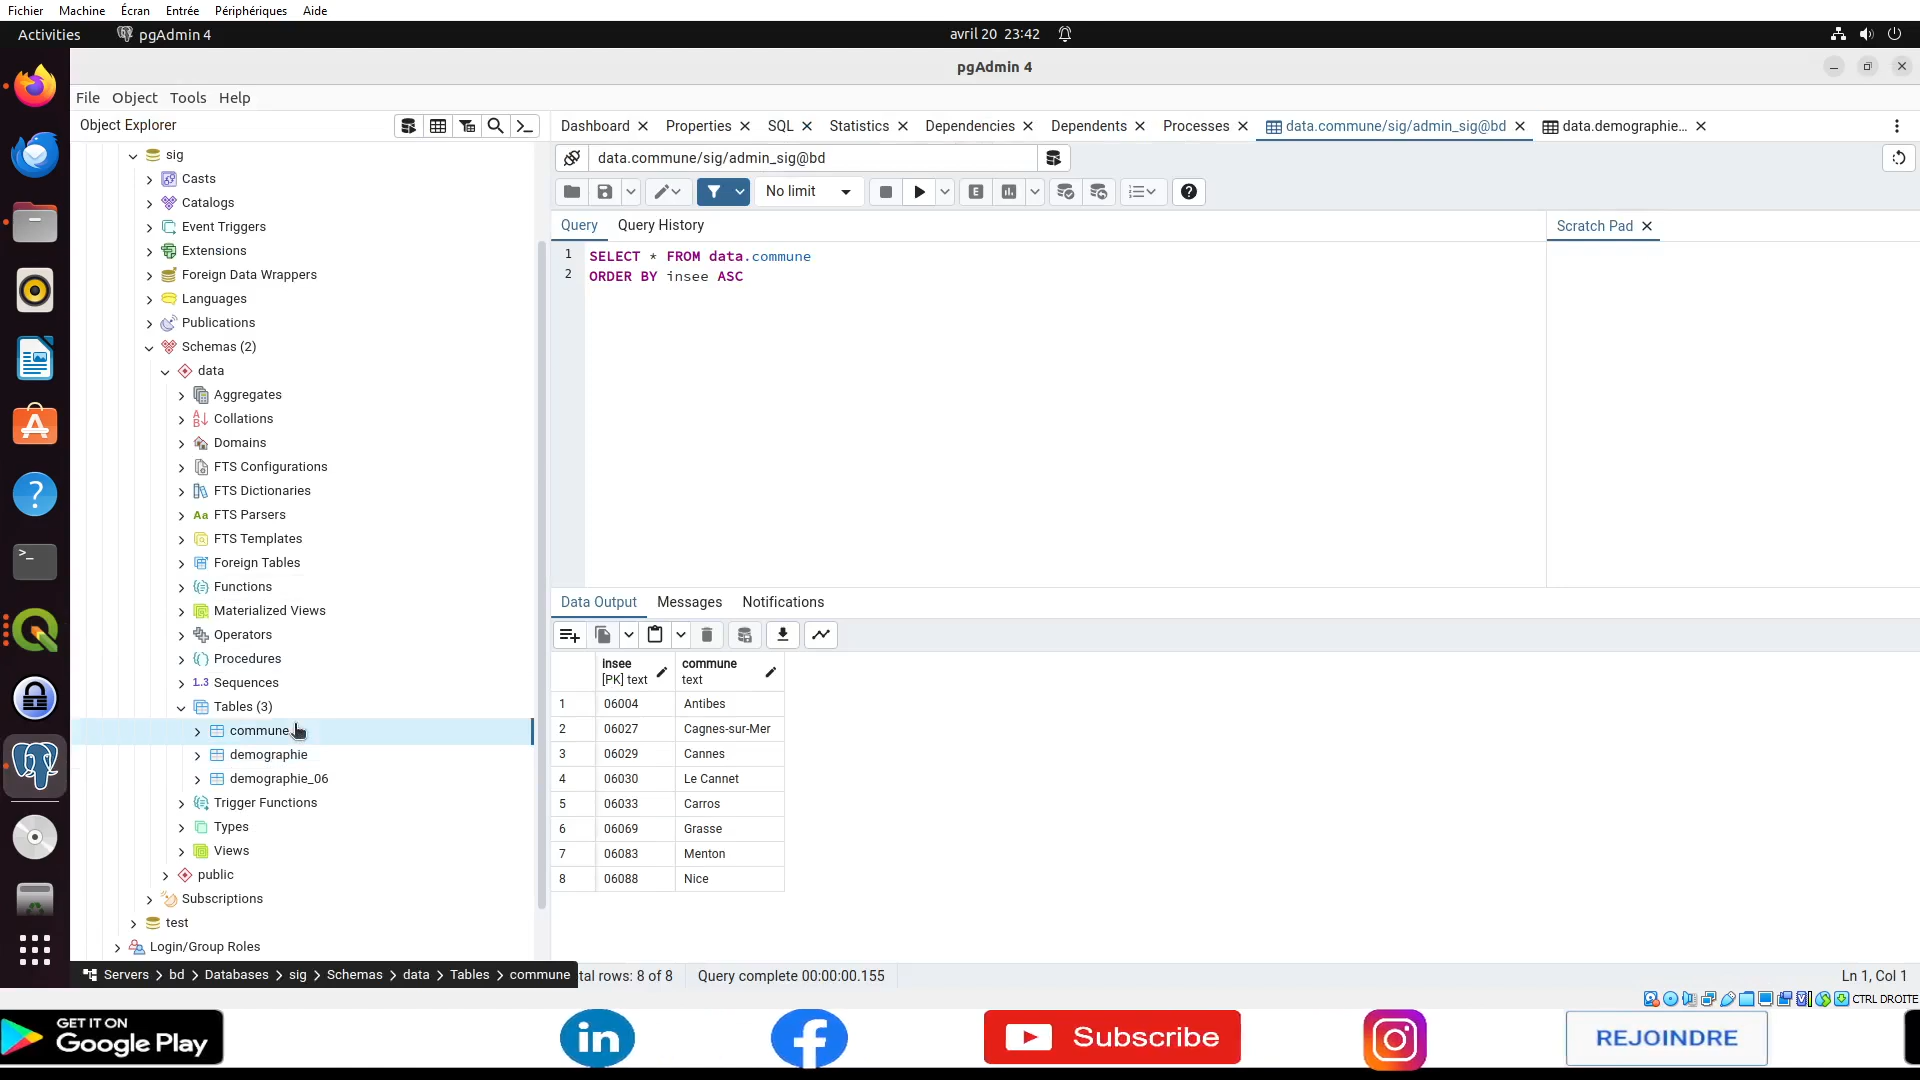 Fichier Machine Écran Entrée Périphériques Aide
Activities pgAdmin 4 avril 20 23:42
pgAdmin 4
File Object Tools Help
Object Explorer
Dashboard Properties SQL Statistics Dependencies Dependents Processes data.commune/sig/admin_sig@bd data.demographie...
sig
Casts
Catalogs
Event Triggers
Extensions
Foreign Data Wrappers
Languages
Publications
Schemas (2)
data
Aggregates
Collations
Domains
FTS Configurations
FTS Dictionaries
Aa FTS Parsers
FTS Templates
Foreign Tables
Functions
Materialized Views
Operators
Procedures
1.3 Sequences
Tables (3)
commune
demographie
demographie_06
Trigger Functions
Types
Views
public
Subscriptions
test
Login/Group Roles
Servers > bd > Databases > sig > Schemas > data > Tables > commune
data.commune/sig/admin_sig@bd
No limit
E
Query Query History
Scratch Pad
1 SELECT * FROM data.commune
2 ORDER BY insee ASC
Data Output Messages Notifications
insee commune
[PK] text text
1 06004 Antibes
2 06027 Cagnes-sur-Mer
3 06029 Cannes
4 06030 Le Cannet
5 06033 Carros
6 06069 Grasse
7 06083 Menton
8 06088 Nice
tal rows: 8 of 8 Query complete 00:00:00.155 Ln 1, Col 1
CTRL DROITE
GET IT ON
Google Play
in
Subscribe
REJOINDRE